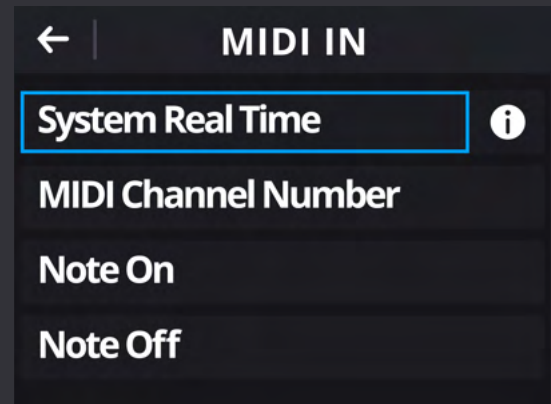 MIDI IN
System Real Time
MIDI Channel Number
Note On
Note Off